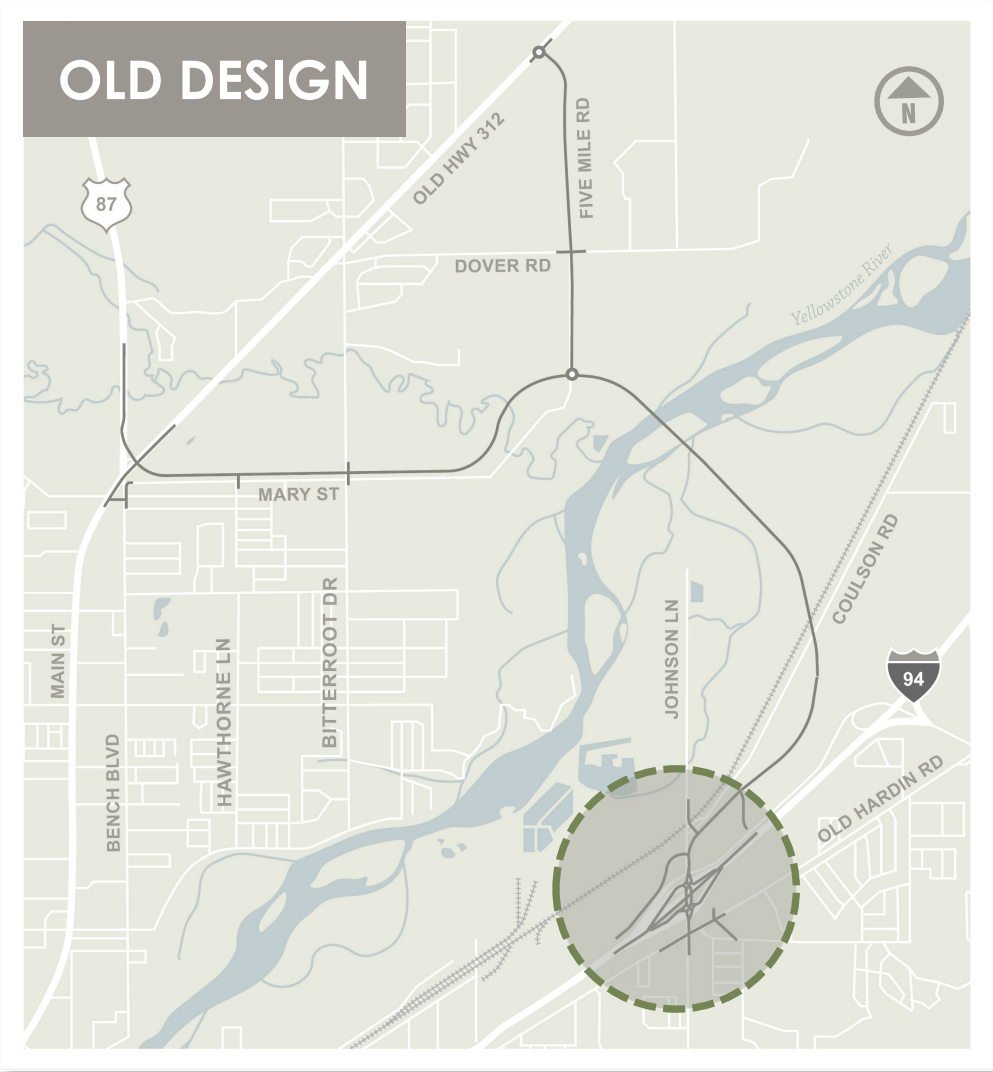 OLD DESIGN
N
OLD HWY 312
FIVE MILE RD
87
DOVER RD
Yellowstone River
MARY ST
COULSON RD
MAIN ST
HAWTHORNE LN
BITTERROOT DR
JOHNSON LN
94
BENCH BLVD
OLD HARDIN RD